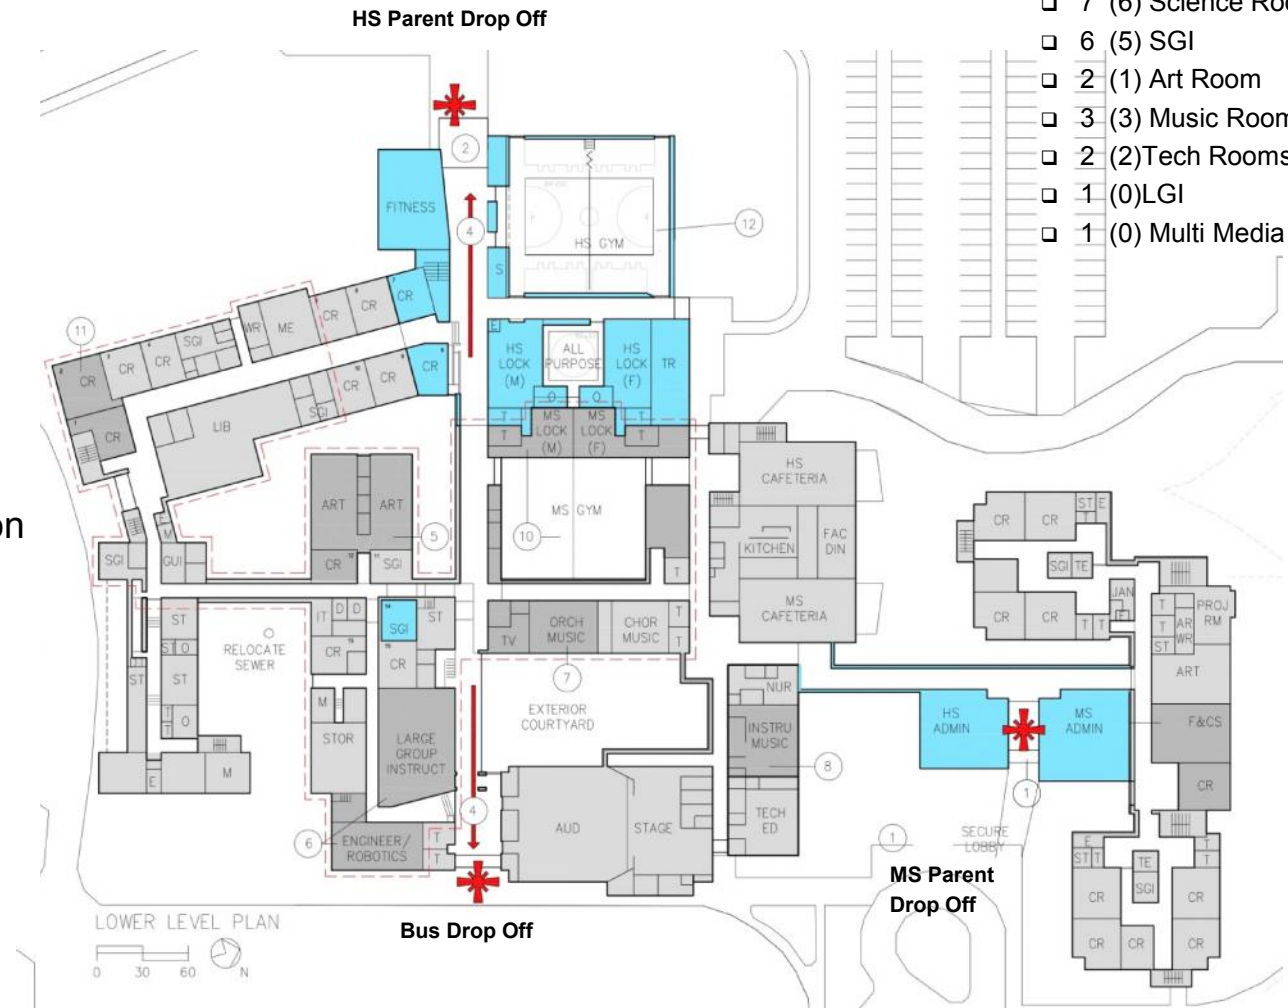 HS Parent Drop Off
7 (6) Science Roo
6 (5) SGI
2 (1) Art Room
3 (3) Music Room
2 (2)Tech Rooms
1 (0)LGI
1 (0) Multi Media
2
FITNESS
4
HS GYM
12
S
CR
CR
CR
11
WR
ME
SGI
CR
CR
CR
CR
E
HS
LOCK
(M)
ALL
PURPOSE
HS
LOCK
(F)
TR
CR
CR
CR
SGI
LIB
CR
O
O
T
T
MS
LOCK
(M)
MS
LOCK
(F)
T
T
HS
CAFETERIA
ART
ART
5
MS GYM
10
KITCHEN
FAC
DIN
on
E
M
SGI
GUI
CR
SGI
T
MS
CAFETERIA
CR
CR
ST
E
T
SGI
TE
CR
CR
T
T
JAN
E
T
T
ST
AR
WR
PROJ
RM
ART
F&CS
CR
ST
ST
O
ST
ST
T
T
O
E
M
RELOCATE
SEWER
IT
D
D
CR
SGI
ST
CR
TV
ORCH
MUSIC
CHOR
MUSIC
T
T
7
M
STOR
LARGE
GROUP
INSTRUCT
EXTERIOR
COURTYARD
NUR
INSTRU
MUSIC
8
HS
ADMIN
MS
ADMIN
1
6
ENGINEER/
ROBOTICS
T
T
4
AUD
STAGE
TECH
ED
1
SECURE
LOBBY
MS Parent
Drop Off
E
ST
T
TE
SGI
T
T
CR
CR
CR
CR
CR
LOWER LEVEL PLAN
0 30 60 N
Bus Drop Off